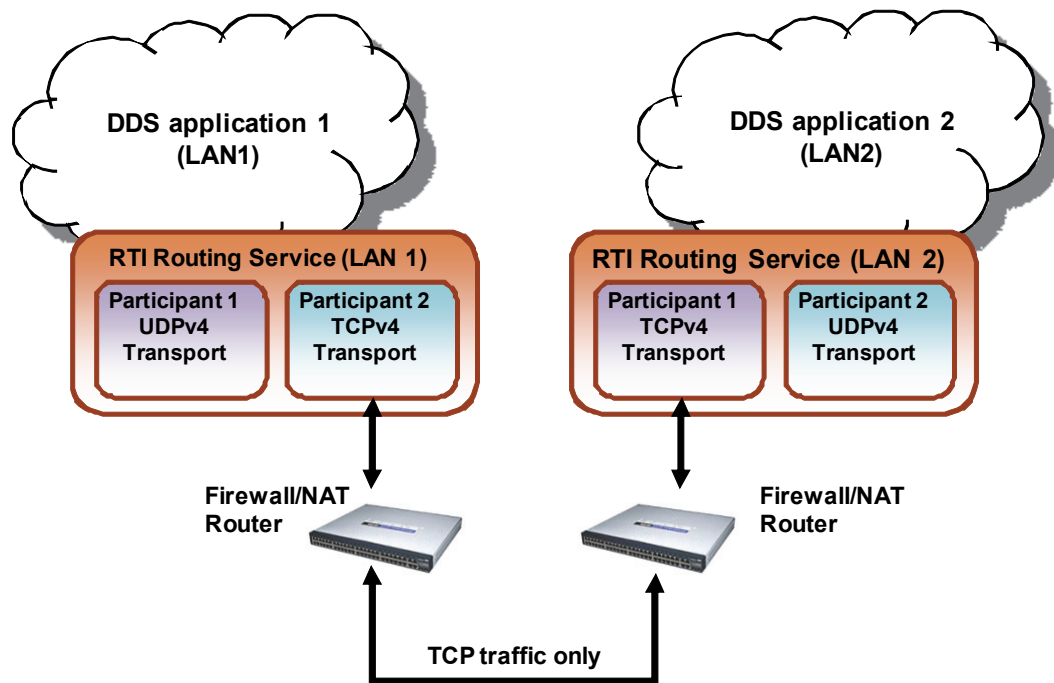 DDS application 1
(LAN1)
DDS application 2
(LAN2)
RTI Routing Service (LAN 1)
Participant 1
UDPv4
Transport
Participant 2
TCPv4
Transport
RTI Routing Service (LAN 2)
Participant 1
TCPv4
Transport
Participant 2
UDPv4
Transport
Firewall/NAT
Router
Firewall/NAT
Router
TCP traffic only